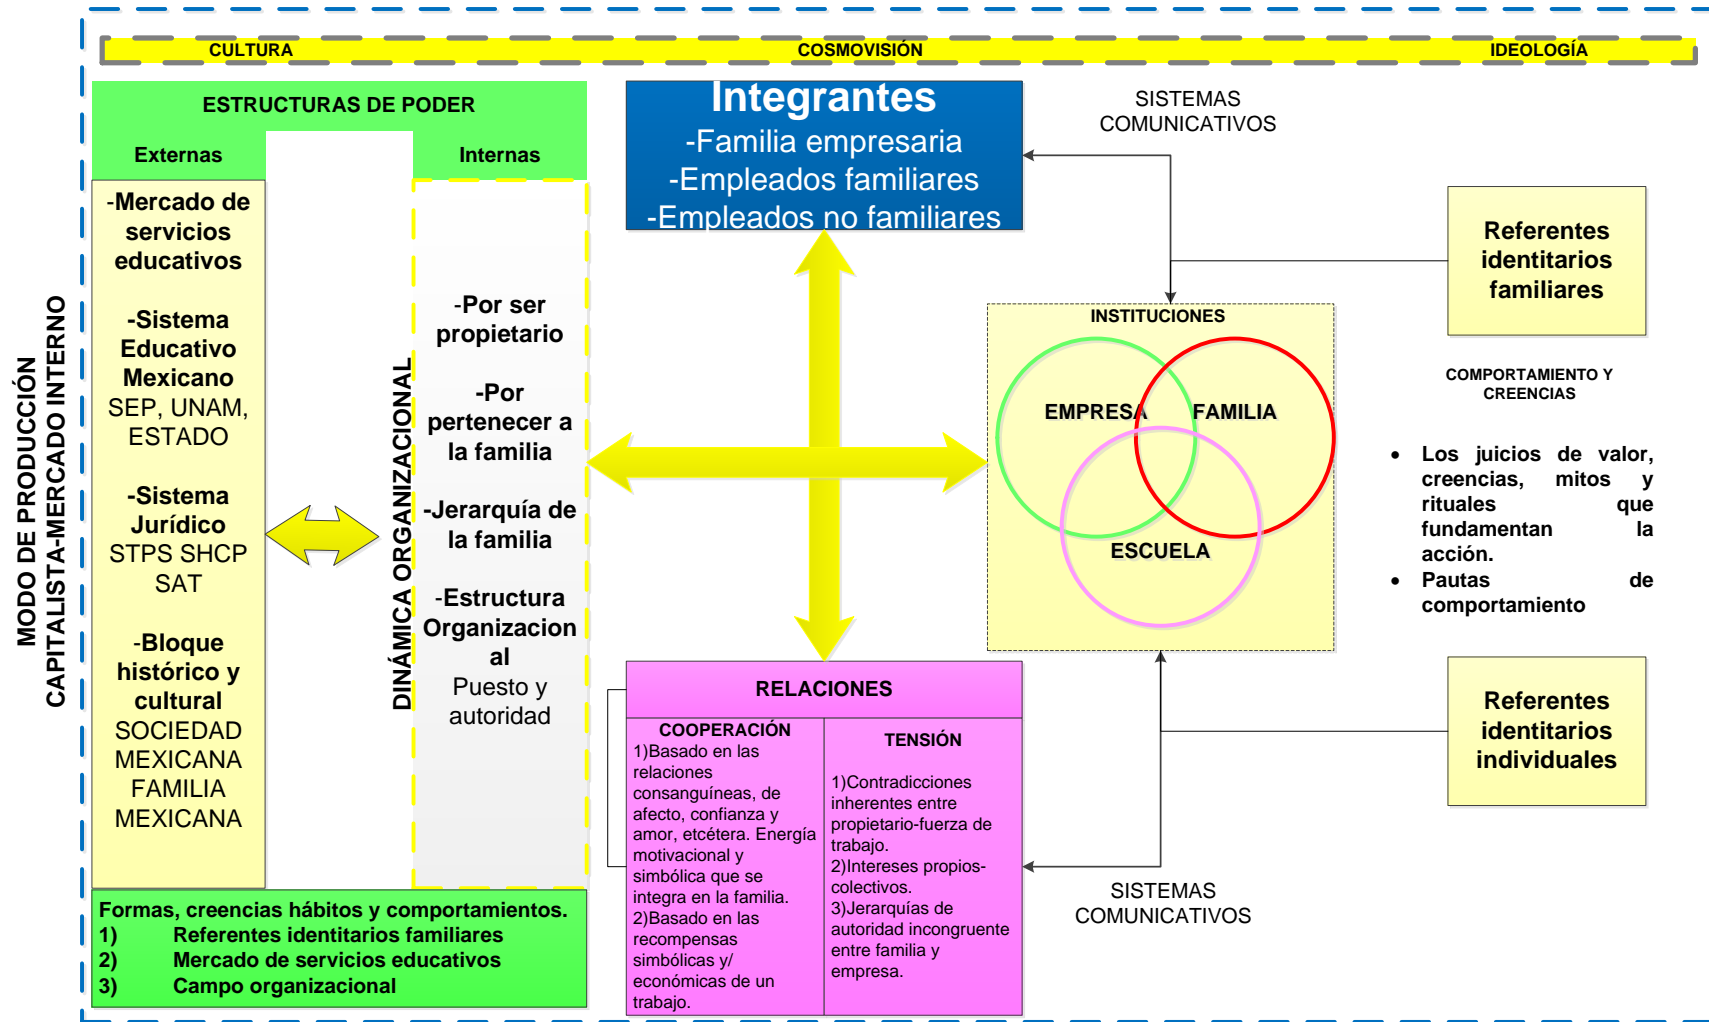 CULTURA COSMOVISIÓN IDEOLOGÍA
MODO DE PRODUCCIÓN
CAPITALISTA-MERCADO INTERNO
ESTRUCTURAS DE PODER
Externas
Internas
-Mercado de
servicios
educativos
-Sistema
Educativo
Mexicano
SEP, UNAM,
ESTADO
-Sistema
Jurídico
STPS SHCP
SAT
-Bloque
histórico y
cultural
SOCIEDAD
MEXICANA
FAMILIA
MEXICANA
DINÁMICA ORGANIZACIONAL
-Por ser
propietario
-Por
pertenecer a
la familia
-Jerarquía de
la familia
-Estructura
Organizacion
al
Puesto y
autoridad
Formas, creencias hábitos y comportamientos.
1) Referentes identitarios familiares
2) Mercado de servicios educativos
3) Campo organizacional
Integrantes
-Familia empresaria
-Empleados familiares
-Empleados no familiares
RELACIONES
COOPERACIÓN
1)Basado en las
relaciones
consanguíneas, de
afecto, confianza y
amor, etcétera. Energía
motivacional y
simbólica que se
integra en la familia.
2)Basado en las
recompensas
simbólicas y/
económicas de un
trabajo.
TENSIÓN
1)Contradicciones
inherentes entre
propietario-fuerza de
trabajo.
2)Intereses propios-
colectivos.
3)Jerarquías de
autoridad incongruente
entre familia y
empresa.
SISTEMAS
COMUNICATIVOS
INSTITUCIONES
EMPRESA
FAMILIA
ESCUELA
SISTEMAS
COMUNICATIVOS
Referentes
identitarios
familiares
COMPORTAMIENTO Y
CREENCIAS
• Los juicios de valor,
creencias, mitos y
rituales que
fundamentan la
acción.
• Pautas de
comportamiento
Referentes
identitarios
individuales